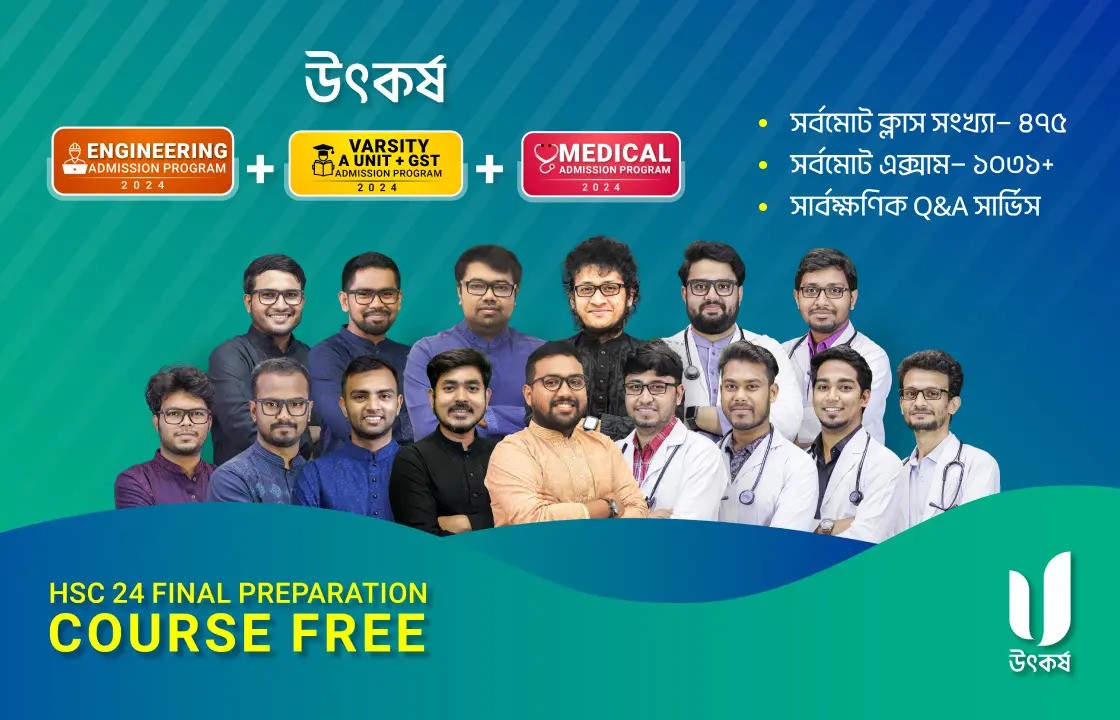 উৎকর্ষ
ENGINEERING
ADMISSION PROGRAM
2024
+
VARSITY
A UNIT + GST
ADMISSION PROGRAM
2024
+
MEDICAL
ADMISSION PROGRAM
2024
• সর্বমোট ক্লাস সংখ্যা– ৪৭৫
• সর্বমোট এক্সাম– ১০৩১+
• সার্বক্ষণিক Q&A সার্ভিস
HSC 24 FINAL PREPARATION
COURSE FREE
উৎকর্ষ